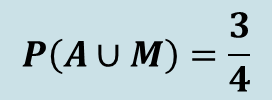 P(A ∪ M) = 3/4